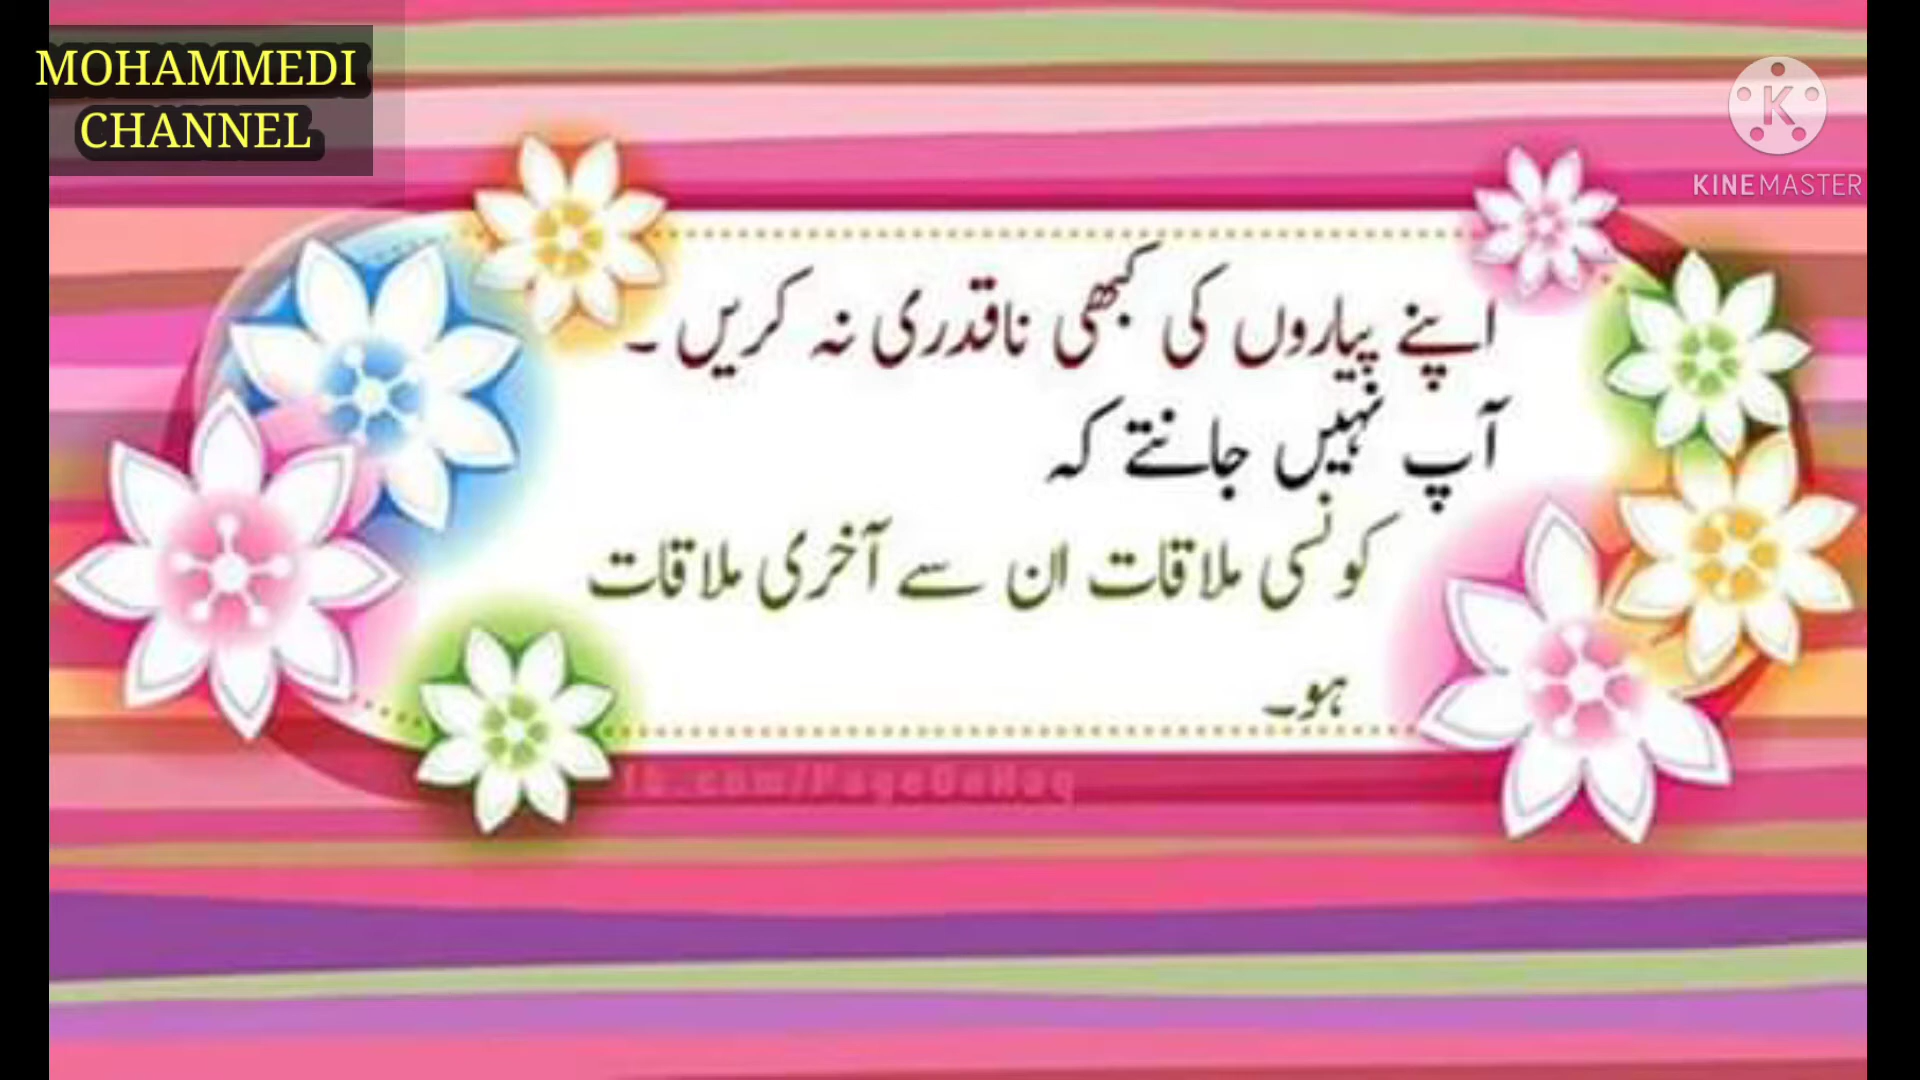 MOHAMMEDI
CHANNEL
KINEMASTER
اپنے پیاروں کی کبھی ناقدری نہ کریں ۔
آپ نہیں جانتے کہ
کونسی ملاقات ان سے آخری ملاقات
ہو۔